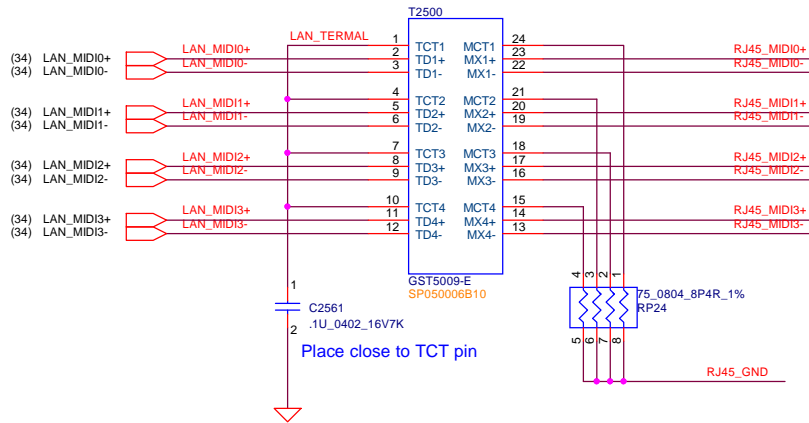 T2500
LAN_TERMAL 1 TCT1 MCT1 24
(34) LAN_MIDI0+ LAN_MIDI0+ 2 TD1+ MX1+ 23 RJ45_MIDI0+
(34) LAN_MIDI0- LAN_MIDI0- 3 TD1- MX1- 22 RJ45_MIDI0-
4 TCT2 MCT2 21
(34) LAN_MIDI1+ LAN_MIDI1+ 5 TD2+ MX2+ 20 RJ45_MIDI1+
(34) LAN_MIDI1- LAN_MIDI1- 6 TD2- MX2- 19 RJ45_MIDI1-
7 TCT3 MCT3 18
(34) LAN_MIDI2+ LAN_MIDI2+ 8 TD3+ MX3+ 17 RJ45_MIDI2+
(34) LAN_MIDI2- LAN_MIDI2- 9 TD3- MX3- 16 RJ45_MIDI2-
10 TCT4 MCT4 15
(34) LAN_MIDI3+ LAN_MIDI3+ 11 TD4+ MX4+ 14 RJ45_MIDI3+
(34) LAN_MIDI3- LAN_MIDI3- 12 TD4- MX4- 13 RJ45_MIDI3-
GST5009-E
SP050006B10
4 3 2 1
1
C2561
.1U_0402_16V7K
2
75_0804_8P4R_1%
RP24
5 6 7 8
Place close to TCT pin
RJ45_GND